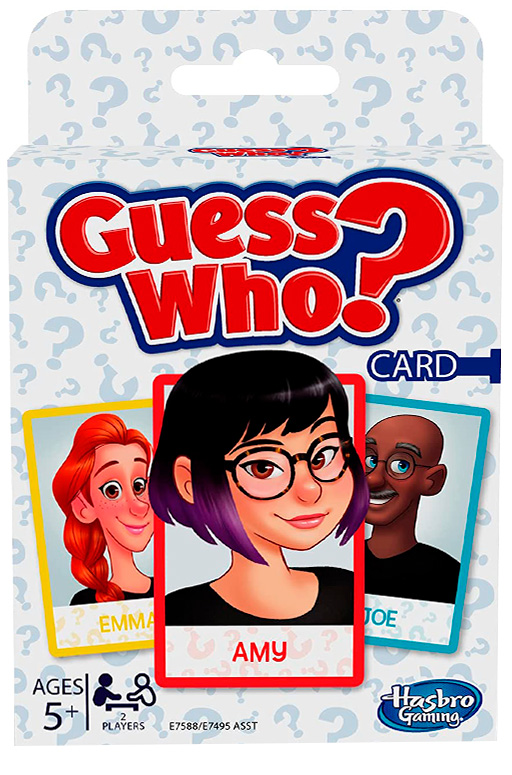 Guess
Who?
CARD
EMMA
AMY
JOE
AGES
5+
2
PLAYERS
E7588/E7495 ASST
Hasbro
Gaming.